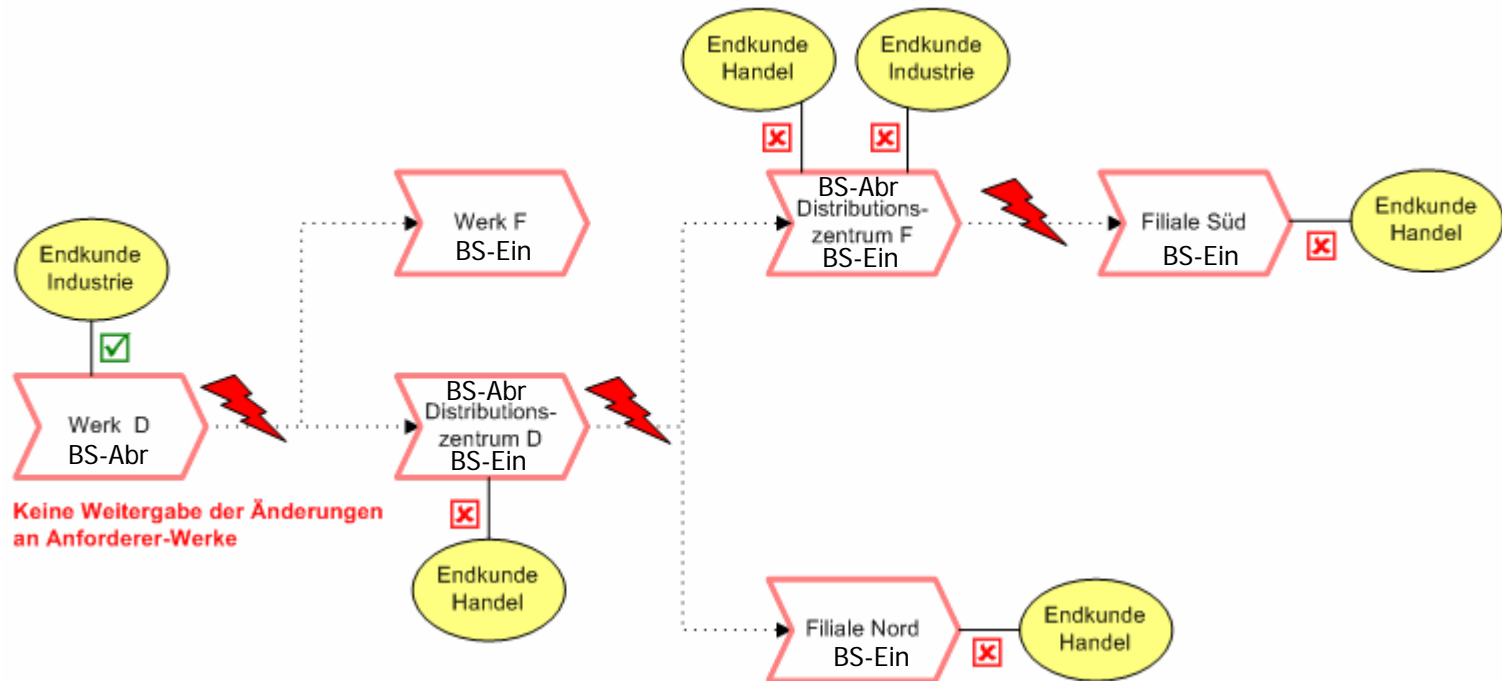 Endkunde
Handel
Endkunde
Industrie
Werk F
BS-Ein
BS-Abr
Distributions-
zentrum F
BS-Ein
Filiale Süd
BS-Ein
Endkunde
Handel
Endkunde
Industrie
Werk D
BS-Abr
BS-Abr
Distributions-
zentrum D
BS-Ein
Keine Weitergabe der Änderungen
an Anforderer-Werke
Endkunde
Handel
Filiale Nord
BS-Ein
Endkunde
Handel